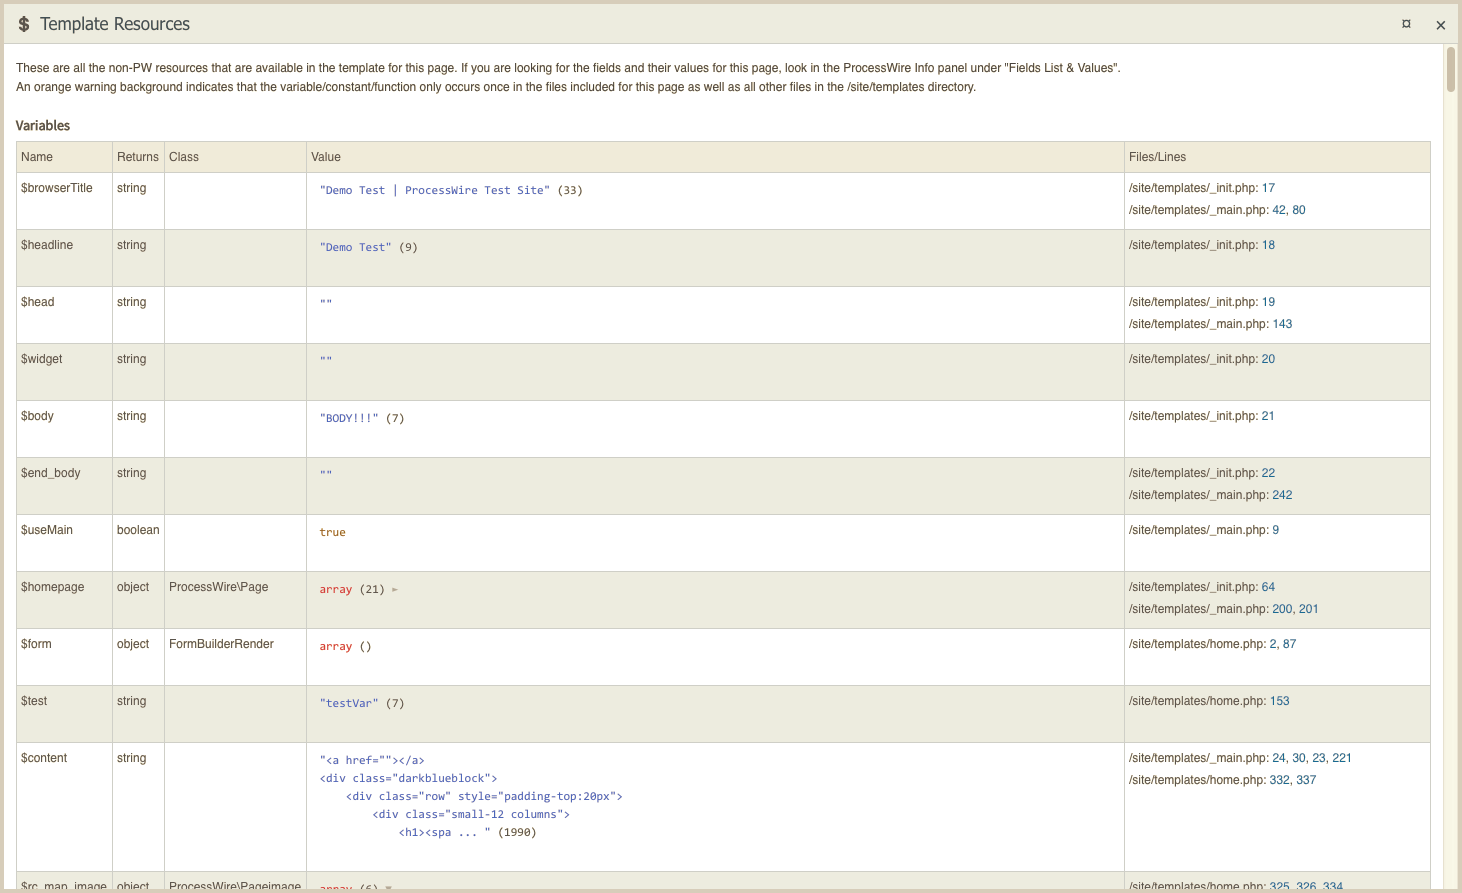 $ Template Resources
These are all the non-PW resources that are available in the template for this page. If you are looking for the fields and their values for this page, look in the ProcessWire Info panel under "Fields List & Values".
An orange warning background indicates that the variable/constant/function only occurs once in the files included for this page as well as all other files in the /site/templates directory.
Variables
Name Returns Class Value Files/Lines
$browserTitle string "Demo Test | ProcessWire Test Site" (33) /site/templates/_init.php: 17
/site/templates/_main.php: 42, 80
$headline string "Demo Test" (9) /site/templates/_init.php: 18
$head string "" /site/templates/_init.php: 19
/site/templates/_main.php: 143
$widget string "" /site/templates/_init.php: 20
$body string "BODY!!!" (7) /site/templates/_init.php: 21
$end_body string "" /site/templates/_init.php: 22
/site/templates/_main.php: 242
$useMain boolean true /site/templates/_main.php: 9
$homepage object ProcessWire\Page array (21) ► /site/templates/_init.php: 64
/site/templates/_main.php: 200, 201
$form object FormBuilderRender array () /site/templates/home.php: 2, 87
$test string "testVar" (7) /site/templates/home.php: 153
$content string "<a href=""></a> /site/templates/_main.php: 24, 30, 23, 221
<div class="darkblueblock"> /site/templates/home.php: 332, 337
<div class="row" style="padding-top:20px">
<div class="small-12 columns">
<h1><spa ... " (1990)
$rc_map_image object ProcessWire\Pageimage array (6) ▼ /site/templates/home.php: 325, 326, 334